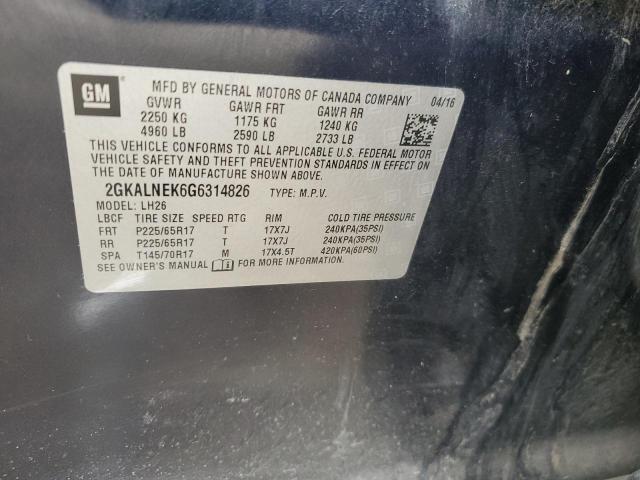 GM
MFD BY GENERAL MOTORS OF CANADA COMPANY 04/16
GVWR GAWR FRT GAWR RR
2250 KG 1175 KG 1240 KG
4960 LB 2590 LB 2733 LB
THIS VEHICLE CONFORMS TO ALL APPLICABLE U.S. FEDERAL MOTOR
VEHICLE SAFETY AND THEFT PREVENTION STANDARDS IN EFFECT ON
THE DATE OF MANUFACTURE SHOWN ABOVE.
2GKALNEK6G6314826 TYPE: M.P.V.
MODEL: LH26
LBCF TIRE SIZE SPEED RTG RIM COLD TIRE PRESSURE
FRT P225/65R17 T 17X7J 240KPA(35PSI)
RR P225/65R17 T 17X7J 240KPA(35PSI)
SPA T145/70R17 M 17X4.5T 420KPA(60PSI)
SEE OWNER'S MANUAL FOR MORE INFORMATION